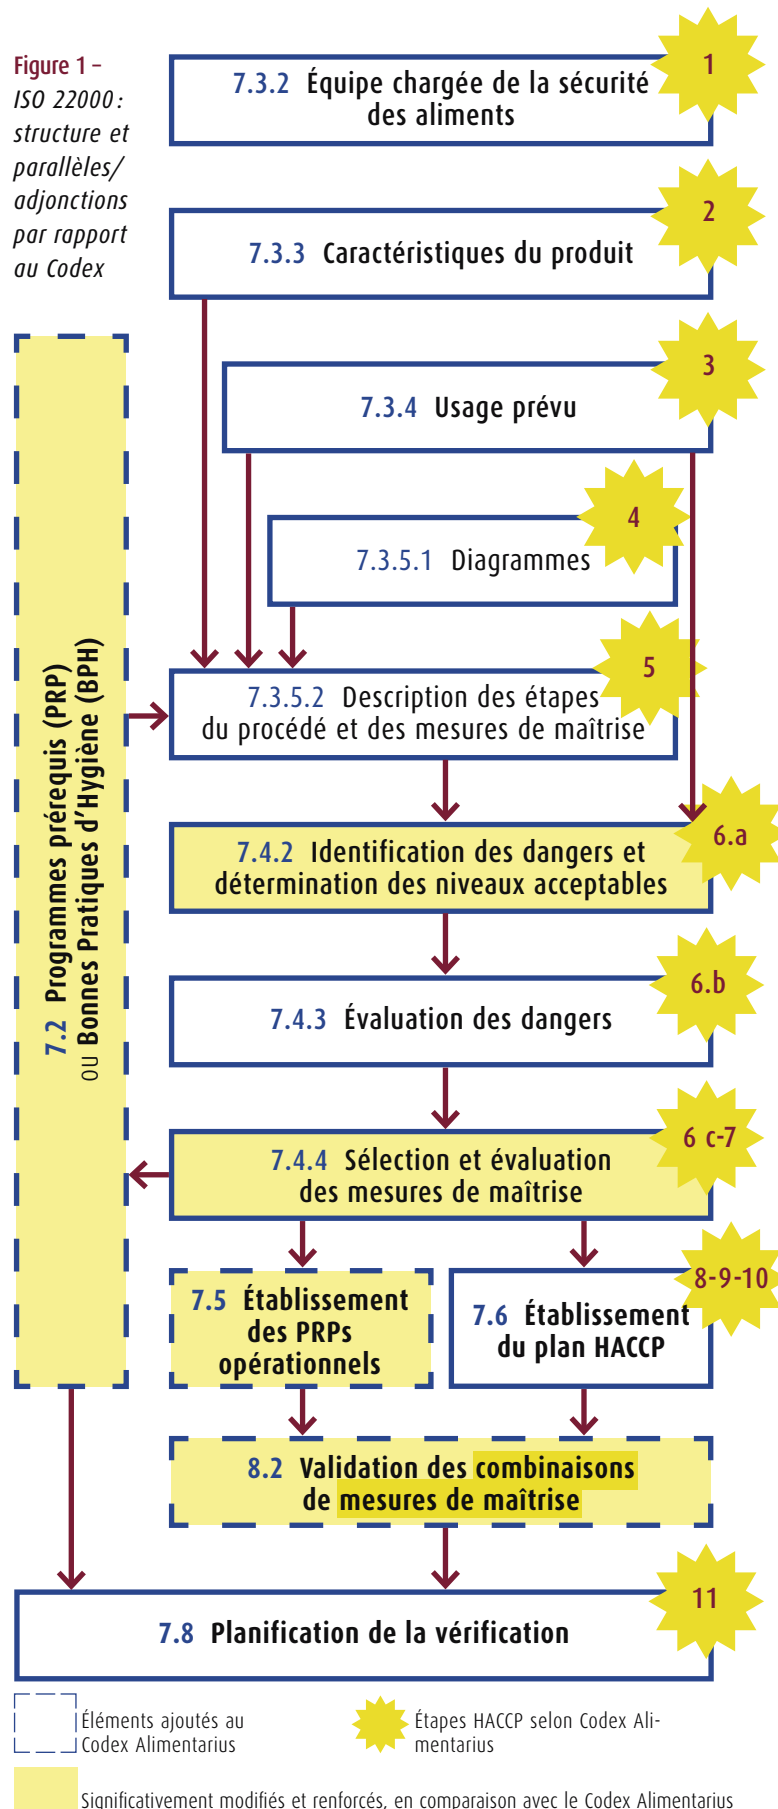 Figure 1 –
ISO 22000 :
structure et
parallèles/
adjonctions
par rapport
au Codex
7.3.2 Équipe chargée de la sécurité
des aliments
1
7.3.3 Caractéristiques du produit
2
7.3.4 Usage prévu
3
7.3.5.1 Diagrammes
4
7.3.5.2 Description des étapes
du procédé et des mesures de maîtrise
5
7.2 Programmes prérequis (PRP)
ou Bonnes Pratiques d'Hygiène (BPH)
7.4.2 Identification des dangers et
détermination des niveaux acceptables
6.a
7.4.3 Évaluation des dangers
6.b
7.4.4 Sélection et évaluation
des mesures de maîtrise
6 c-7
7.5 Établissement
des PRPs
opérationnels
7.6 Établissement
du plan HACCP
8-9-10
8.2 Validation des combinaisons
de mesures de maîtrise
7.8 Planification de la vérification
11
Éléments ajoutés au
Codex Alimentarius
Étapes HACCP selon Codex Ali-
mentarius
Significativement modifiés et renforcés, en comparaison avec le Codex Alimentarius